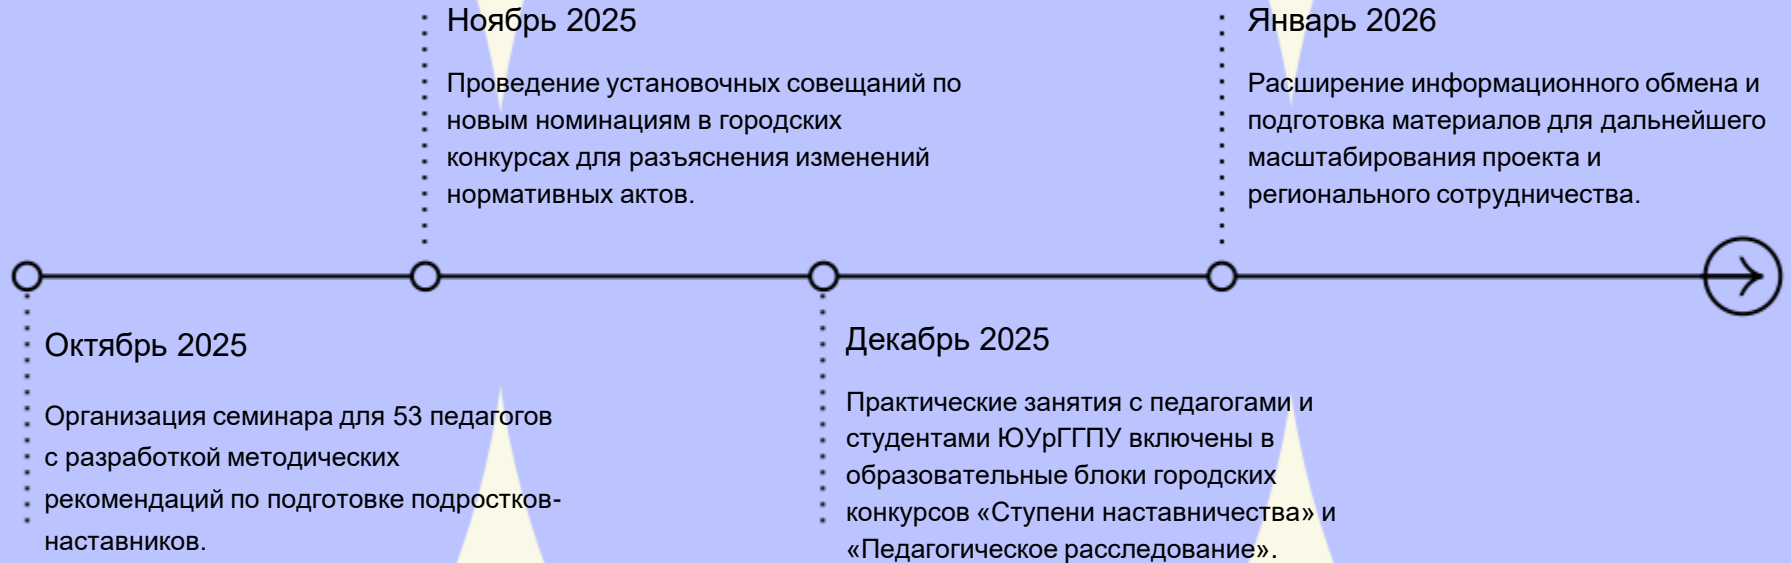 Ноябрь 2025
Проведение установочных совещаний по
новым номинациям в городских
конкурсах для разъяснения изменений
нормативных актов.
Январь 2026
Расширение информационного обмена и
подготовка материалов для дальнейшего
масштабирования проекта и
регионального сотрудничества.
Октябрь 2025
Организация семинара для 53 педагогов
с разработкой методических
рекомендаций по подготовке подростков-
наставников.
Декабрь 2025
Практические занятия с педагогами и
студентами ЮУрГГПУ включены в
образовательные блоки городских
конкурсов «Ступени наставничества» и
«Педагогическое расследование».